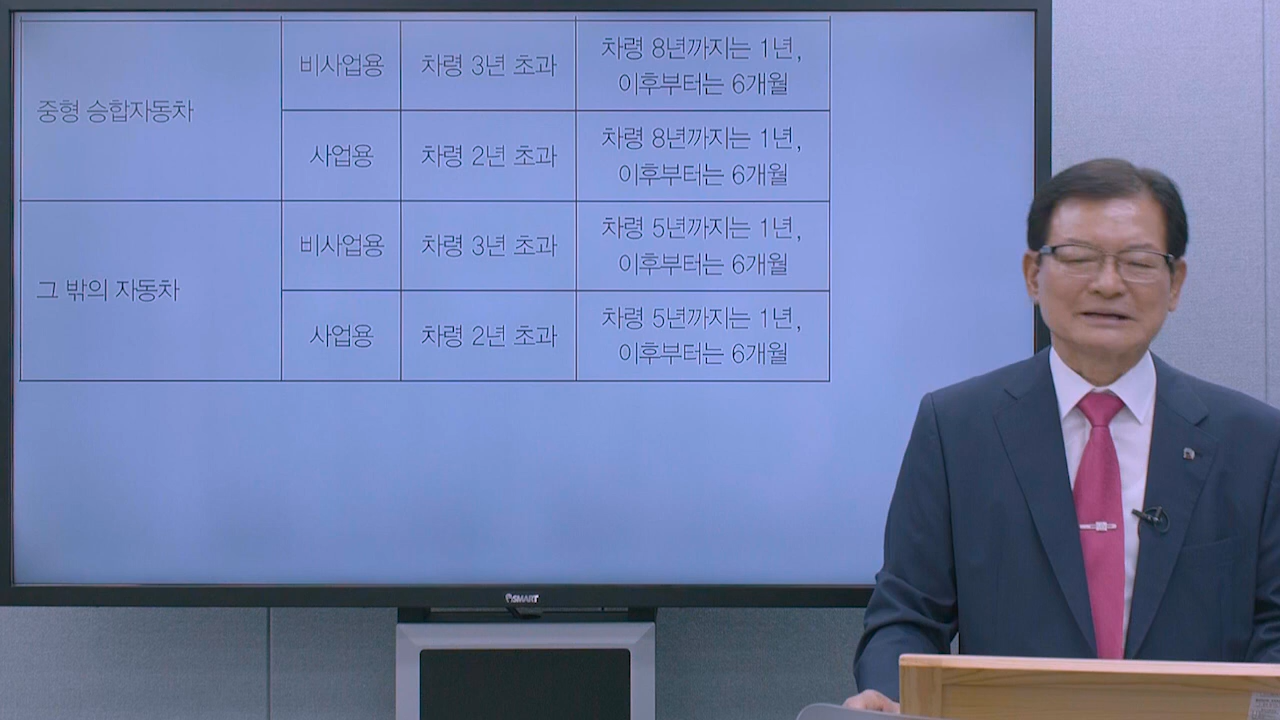 중형 승합자동차
비사업용
차령 3년 초과
차령 8년까지는 1년,
이후부터는 6개월
사업용
차령 2년 초과
차령 8년까지는 1년,
이후부터는 6개월
그 밖의 자동차
비사업용
차령 3년 초과
차령 5년까지는 1년,
이후부터는 6개월
사업용
차령 2년 초과
차령 5년까지는 1년,
이후부터는 6개월
SMART